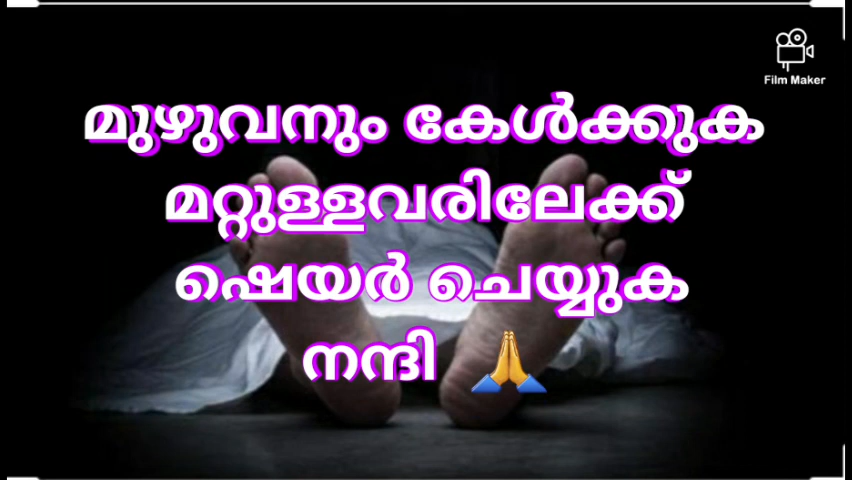 Film Maker
മുഴുവനും കേൾക്കുക
മറ്റുള്ളവരിലേക്ക്
ഷെയർ ചെയ്യുക
നന്ദി 🙏